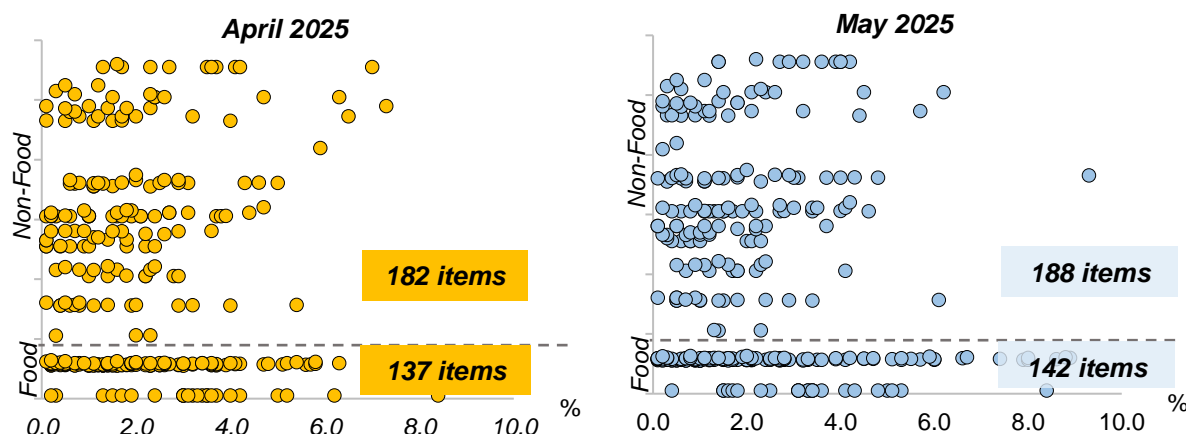 April 2025
Non-Food
Food
182 items
137 items
%
0.0 2.0 4.0 6.0 8.0 10.0
May 2025
Non-Food
Food
188 items
142 items
%
0.0 2.0 4.0 6.0 8.0 10.0